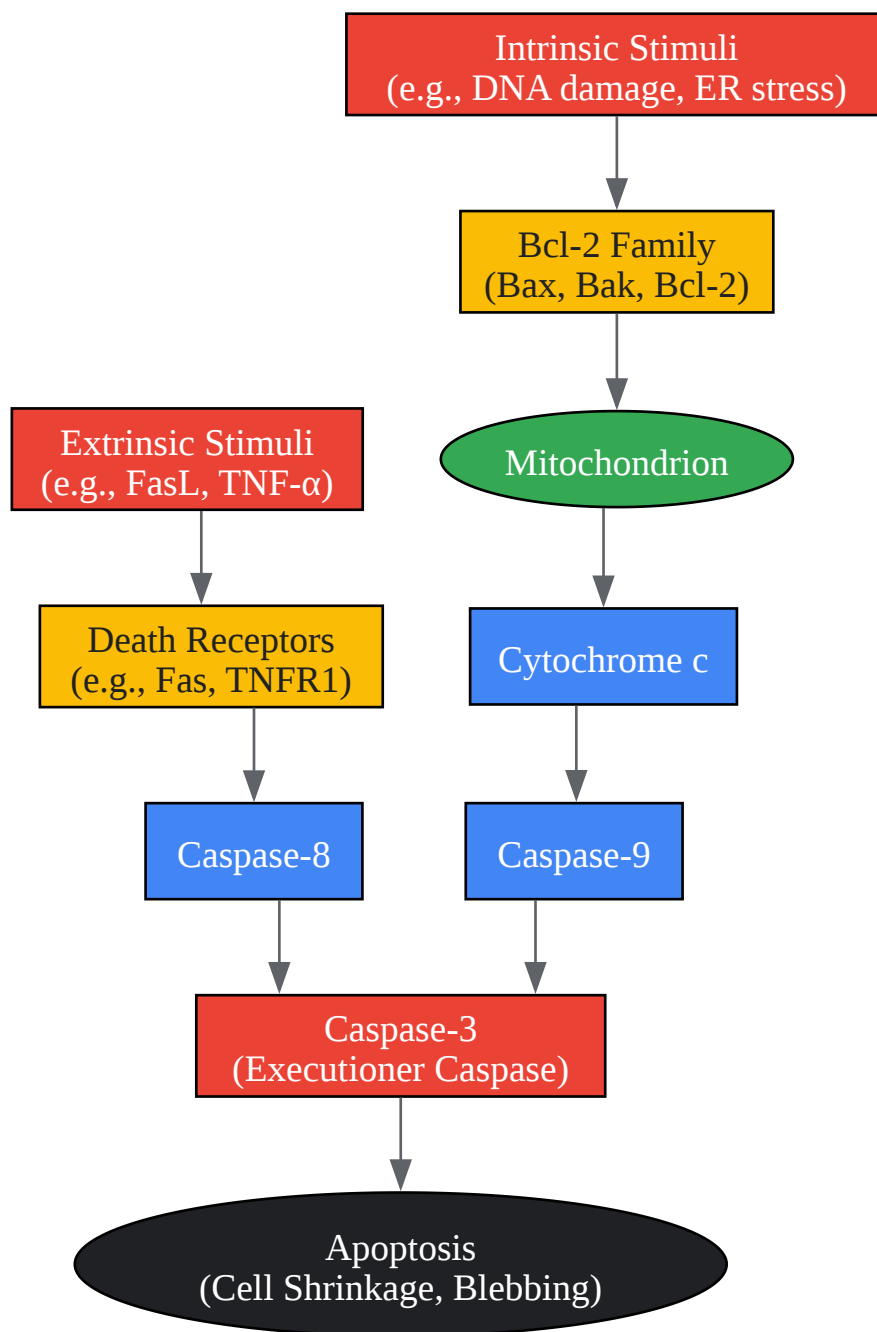 Intrinsic Stimuli
(e.g., DNA damage, ER stress)
Bcl-2 Family
(Bax, Bak, Bcl-2)
Extrinsic Stimuli
(e.g., FasL, TNF-α)
Mitochondrion
Death Receptors
(e.g., Fas, TNFR1)
Cytochrome c
Caspase-8
Caspase-9
Caspase-3
(Executioner Caspase)
Apoptosis
(Cell Shrinkage, Blebbing)